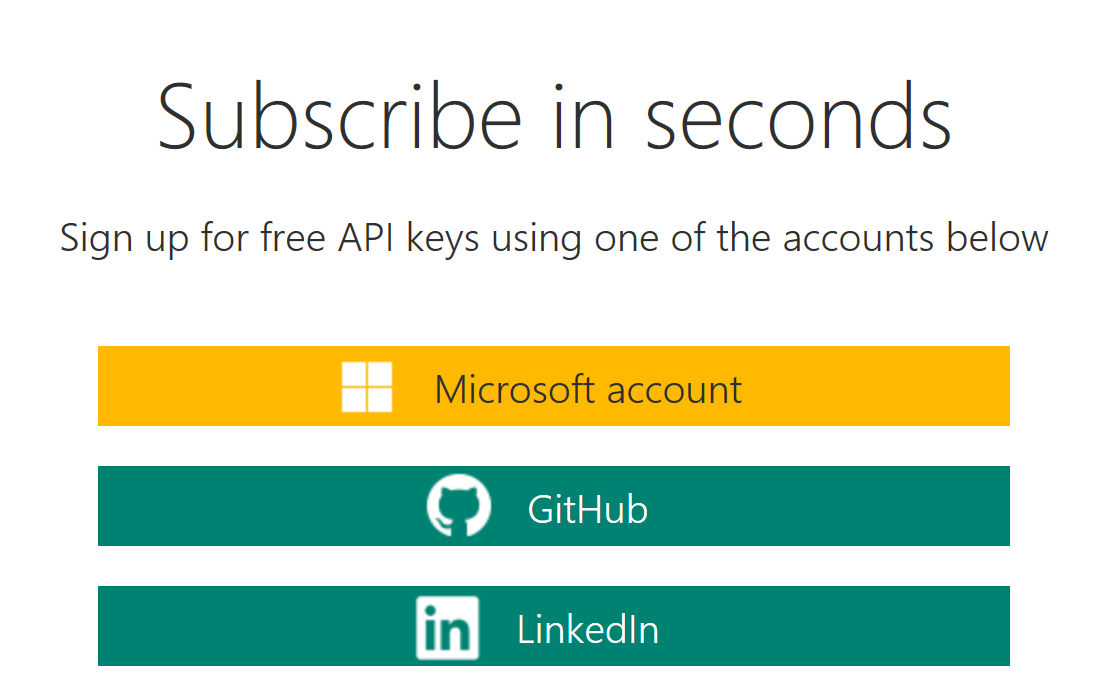 Subscribe in seconds
Sign up for free API keys using one of the accounts below
Microsoft account
GitHub
in LinkedIn